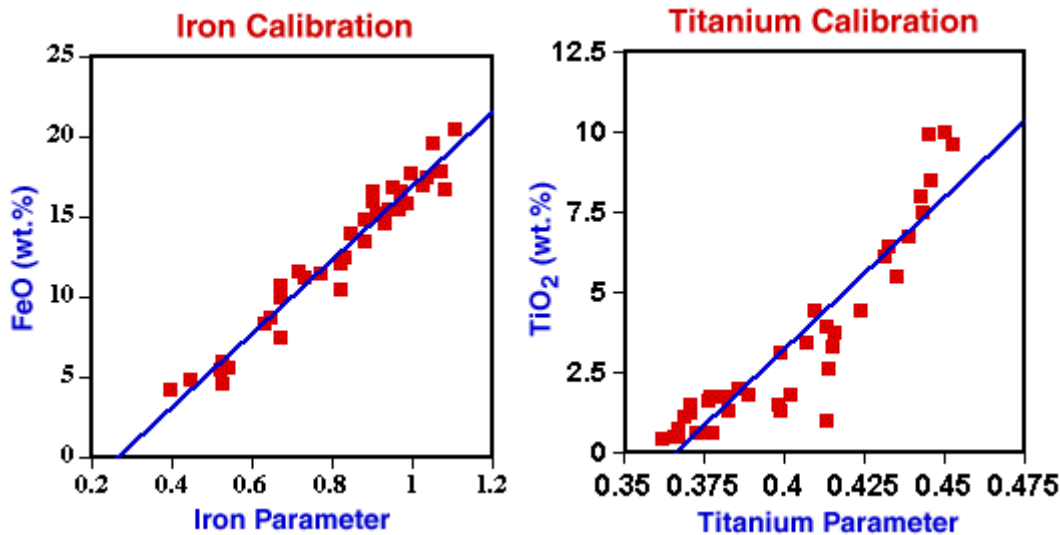 Iron Calibration
25
20
15
10
5
0
0.2 0.4 0.6 0.8 1 1.2
FeO (wt.%)
Iron Parameter
Titanium Calibration
12.5
10
7.5
5
2.5
0
0.35 0.375 0.4 0.425 0.45 0.475
TiO2 (wt.%)
Titanium Parameter